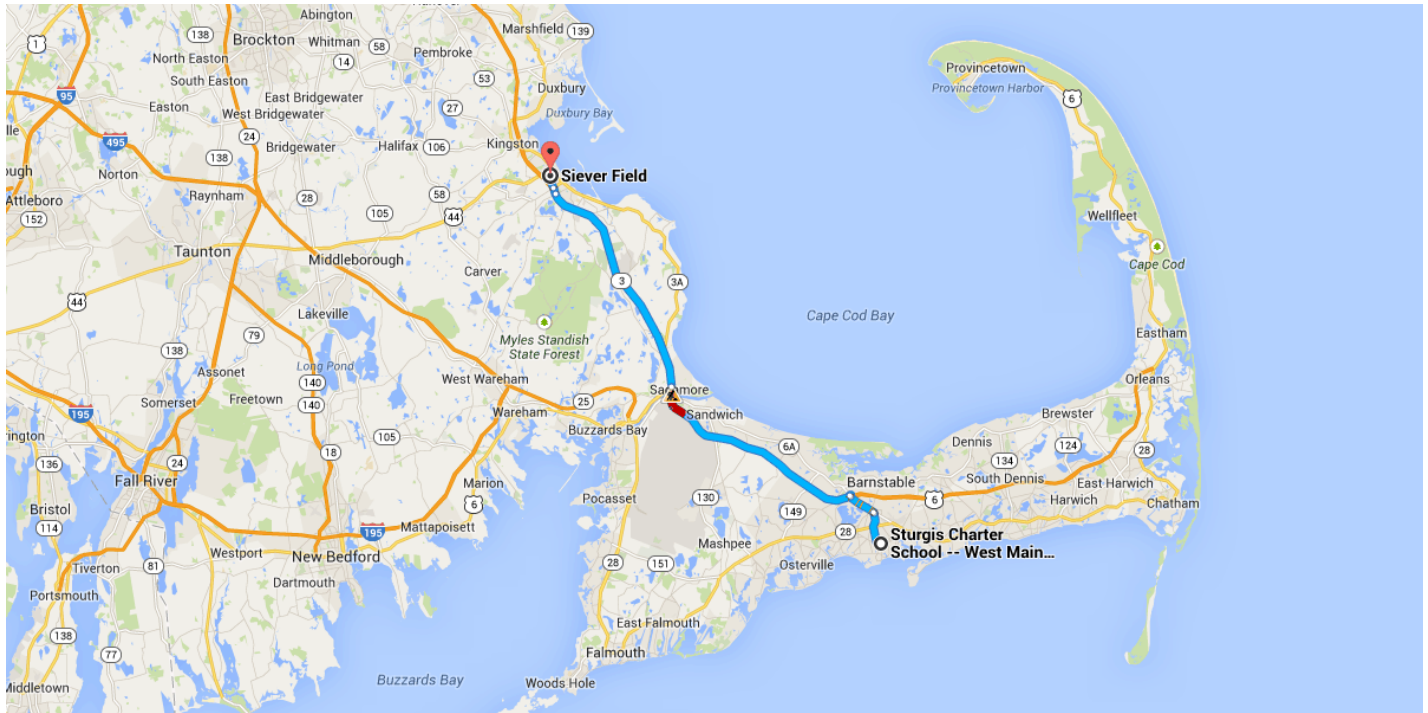 Abington
Marshfield
139
138
Brockton
Whitman
58
Pembroke
1
North Easton
14
South Easton
53
Duxbury
95
Easton
East Bridgewater
West Bridgewater
27
Duxbury Bay
24
495
Kingston
138
Bridgewater
Halifax
106
Norton
Siever Field
Attleboro
Raynham
28
58
44
152
105
Taunton
Middleborough
Carver
3
3A
44
Lakeville
Myles Standish
State Forest
79
138
Long Pond
Assonet
140
West Wareham
Freetown
140
Somerset
Wareham
25
Sandwich
195
Buzzards Bay
105
6A
136
18
24
Fall River
Marion
6
Bristol
Pocasset
130
149
114
195
Mattapoisett
28
Westport
New Bedford
Mashpee
Osterville
Tiverton
81
28
151
Dartmouth
Portsmouth
East Falmouth
138
Falmouth
77
Middletown
Buzzards Bay
Woods Hole
Provincetown
Provincetown Harbor
6
Wellfleet
Cape Cod
Cape Cod Bay
Eastham
Orleans
Brewster
Dennis
124
134
28
Barnstable
South Dennis
East Harwich
6
Harwich
Chatham
Sturgis Charter
School -- West Main...